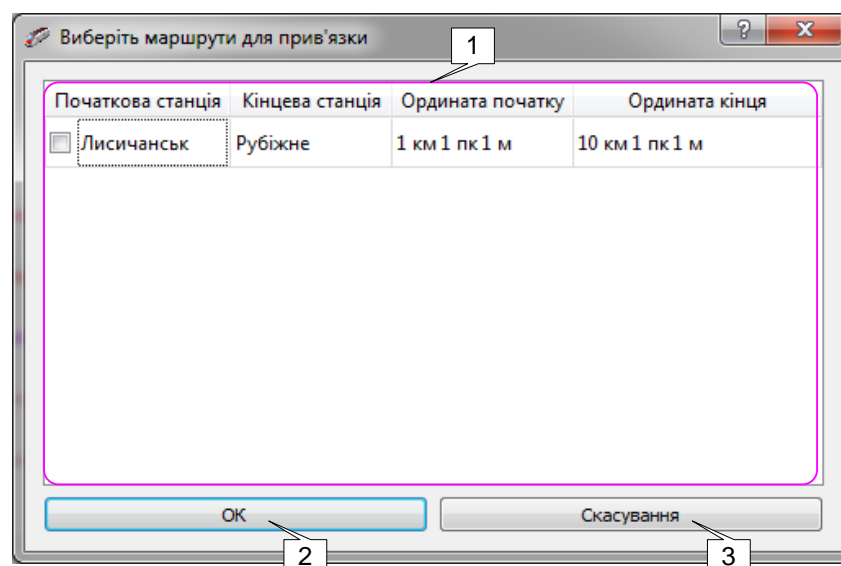 Виберіть маршрути для прив'язки
1
Початкова станція Кінцева станція Ордината початку Ордината кінця
Лисичанськ Рубіжне 1 км 1 пк 1 м 10 км 1 пк 1 м
OK Скасування
2 3